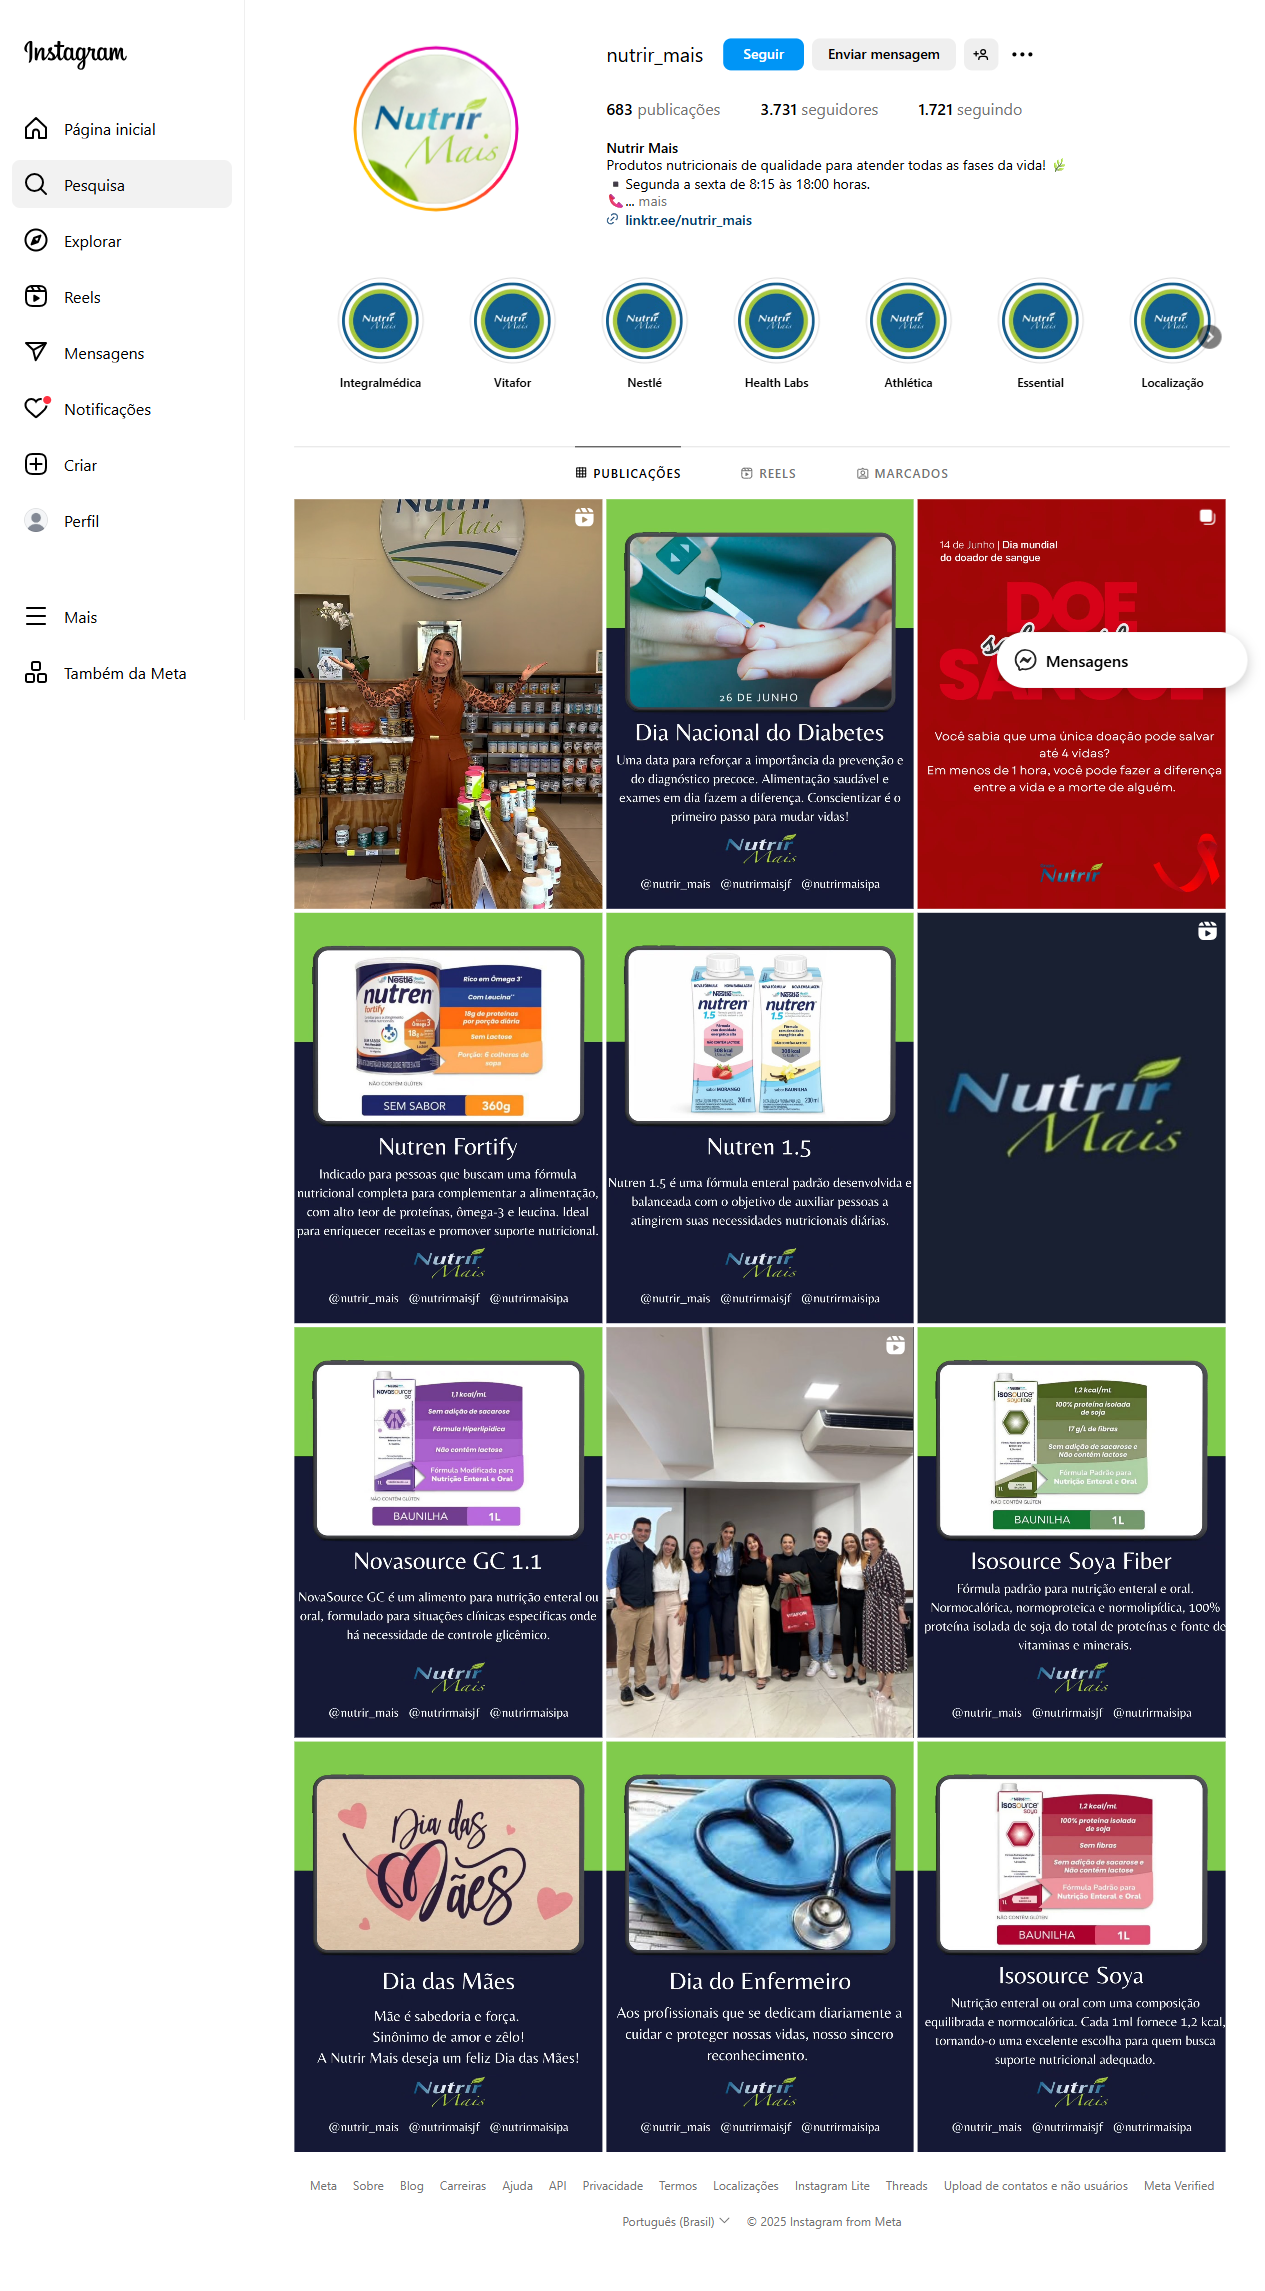 Instagram
Página inicial
Pesquisa
Explorar
Reels
Mensagens
Notificações
Criar
Perfil
Mais
Também da Meta
nutrir_mais
Seguir
Enviar mensagem
683 publicações
3.731 seguidores
1.721 seguindo
Nutrir Mais
Produtos nutricionais de qualidade para atender todas as fases da vida! 🌿
▪️Segunda a sexta de 8:15 às 18:00 horas.
📞... mais
linktr.ee/nutrir_mais
Nutrir
Mais
Integralmédica
Vitafor
Nestlé
Health Labs
Athlética
Essential
Localização
PUBLICAÇÕES
REELS
MARCADOS
Nutrir
Mais
26 DE JUNHO
Dia Nacional do Diabetes
Uma data para reforçar a importância da prevenção e
do diagnóstico precoce. Alimentação saudável e
exames em dia fazem a diferença. Conscientizar é o
primeiro passo para mudar vidas!
Nutrir
Mais
@nutrir_mais @nutrirmaisjf @nutrirmaisipa
14 de Junho | Dia mundial
do doador de sangue
DOE
SANGUE
Mensagens
Você sabia que uma única doação pode salvar
até 4 vidas?
Em menos de 1 hora, você pode fazer a diferença
entre a vida e a morte de alguém.
Nutrir
Nestlé
nutren
fortify
Rico em Ômega 3
Com Leucina
18g de proteínas
por porção diária
Sem Lactose
Porção: 6 colheres de
sopa
NÃO CONTÉM GLÚTEN
SEM SABOR 360g
Nutren Fortify
Indicado para pessoas que buscam uma fórmula
nutricional completa para complementar a alimentação,
com alto teor de proteínas, ômega-3 e leucina. Ideal
para enriquecer receitas e promover suporte nutricional.
Nutrir
Mais
@nutrir_mais @nutrirmaisjf @nutrirmaisipa
Nestlé
nutren
1.5
308 kcal
sabor MORANGO
200ml
Nestlé
nutren
1.5
308 kcal
sabor BAUNILHA
200ml
Nutren 1.5
Nutren 1.5 é uma fórmula enteral padrão desenvolvida e
balanceada com o objetivo de auxiliar pessoas a
atingirem suas necessidades nutricionais diárias.
Nutrir
Mais
@nutrir_mais @nutrirmaisjf @nutrirmaisipa
Nutrir
Mais
novasource
GC
1,1 kcal/mL
Sem adição de sacarose
Fórmula Hiperlipídica
Não contém lactose
Fórmula Modificada para
Nutrição Enteral e Oral
NÃO CONTÉM GLÚTEN
BAUNILHA 1L
Novasource GC 1.1
NovaSource GC é um alimento para nutrição enteral ou
oral, formulado para situações clínicas específicas onde
há necessidade de controle glicêmico.
Nutrir
Mais
@nutrir_mais @nutrirmaisjf @nutrirmaisipa
VITAFOR
isosource
soya fiber
1,2 kcal/mL
100% proteína isolada
de soja
17 g/L de fibras
Sem adição de sacarose e
Não contém lactose
Fórmula Padrão para
Nutrição Enteral e Oral
NÃO CONTÉM GLÚTEN
BAUNILHA 1L
Isosource Soya Fiber
Fórmula padrão para nutrição enteral e oral.
Normocalórica, normoproteica e normolipídica, 100%
proteína isolada de soja do total de proteínas e fonte de
vitaminas e minerais.
Nutrir
Mais
@nutrir_mais @nutrirmaisjf @nutrirmaisipa
Dia das
Mães
Dia das Mães
Mãe é sabedoria e força.
Sinônimo de amor e zêlo!
A Nutrir Mais deseja um feliz Dia das Mães!
Nutrir
Mais
@nutrir_mais @nutrirmaisjf @nutrirmaisipa
Dia do Enfermeiro
Aos profissionais que se dedicam diariamente a
cuidar e proteger nossas vidas, nosso sincero
reconhecimento.
Nutrir
Mais
@nutrir_mais @nutrirmaisjf @nutrirmaisipa
isosource
soya
1,2 kcal/mL
100% proteína isolada
de soja
Sem fibras
Sem adição de sacarose e
Não contém lactose
Fórmula Padrão para
Nutrição Enteral e Oral
NÃO CONTÉM GLÚTEN
BAUNILHA 1L
Isosource Soya
Nutrição enteral ou oral com uma composição
equilibrada e normocalórica. Cada 1ml fornece 1,2 kcal,
tornando-o uma excelente escolha para quem busca
suporte nutricional adequado.
Nutrir
Mais
@nutrir_mais @nutrirmaisjf @nutrirmaisipa
Meta Sobre Blog Carreiras Ajuda API Privacidade Termos Localizações Instagram Lite Threads Upload de contatos e não usuários Meta Verified
Português (Brasil) © 2025 Instagram from Meta